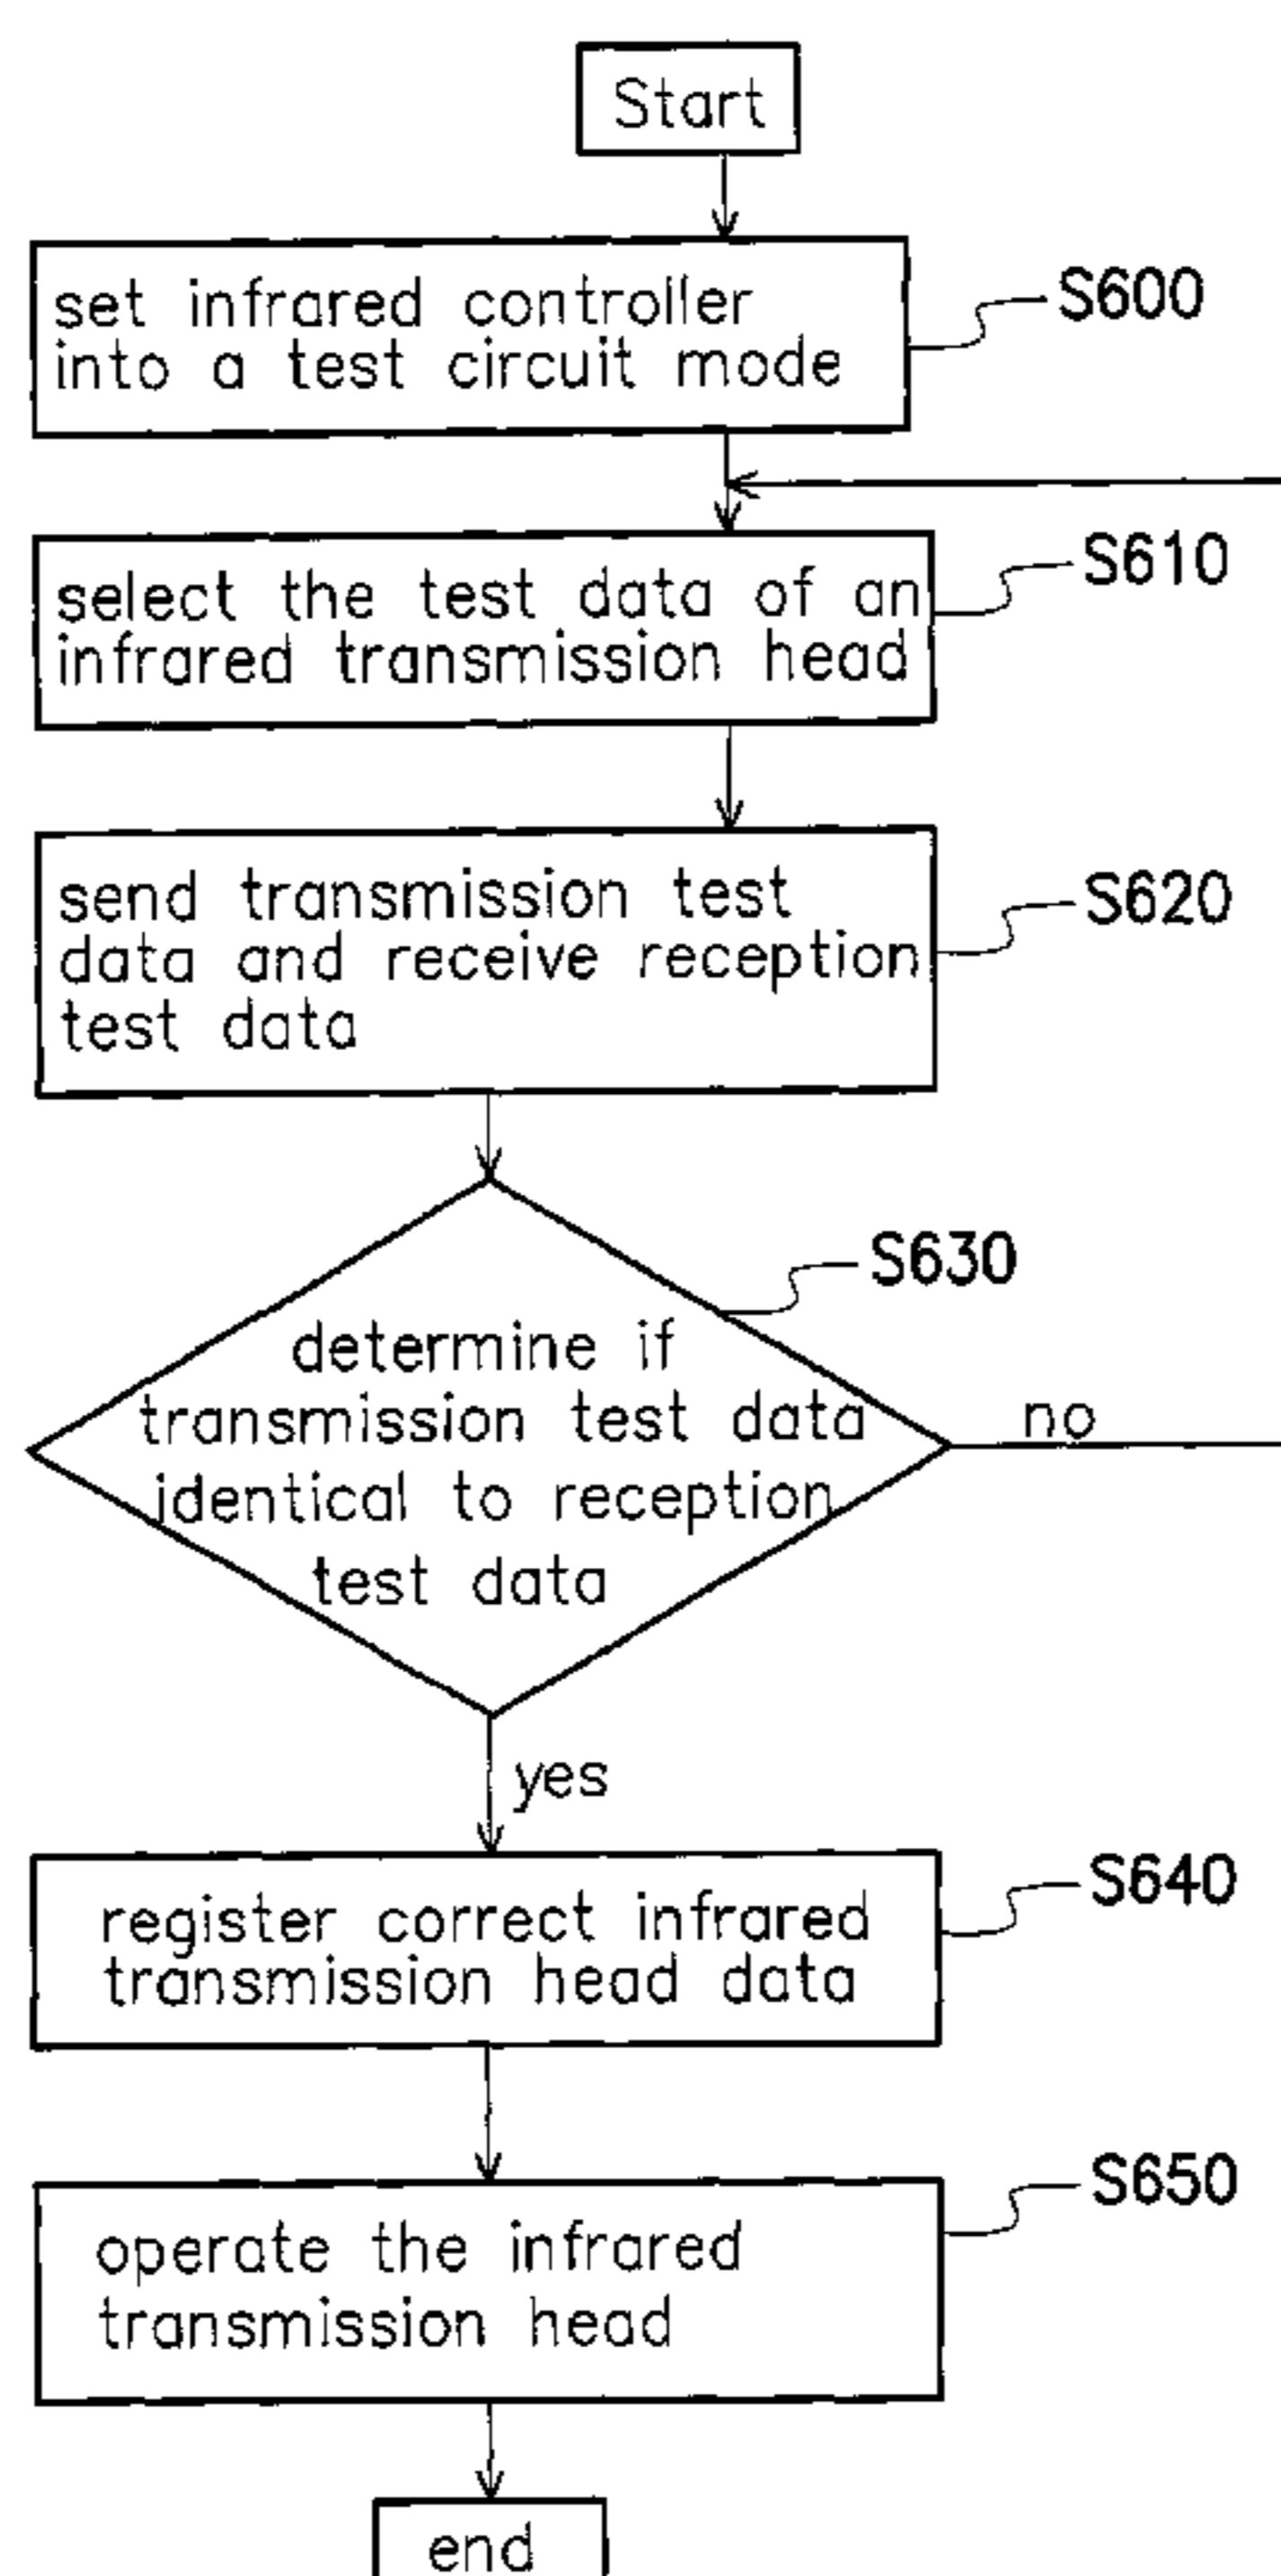 Start
set infrared controller
into a test circuit mode
S600
select the test data of an
infrared transmission head
S610
send transmission test
data and receive reception
test data
S620
determine if
transmission test data
identical to reception
test data
S630
no
yes
register correct infrared
transmission head data
S640
operate the infrared
transmission head
S650
end